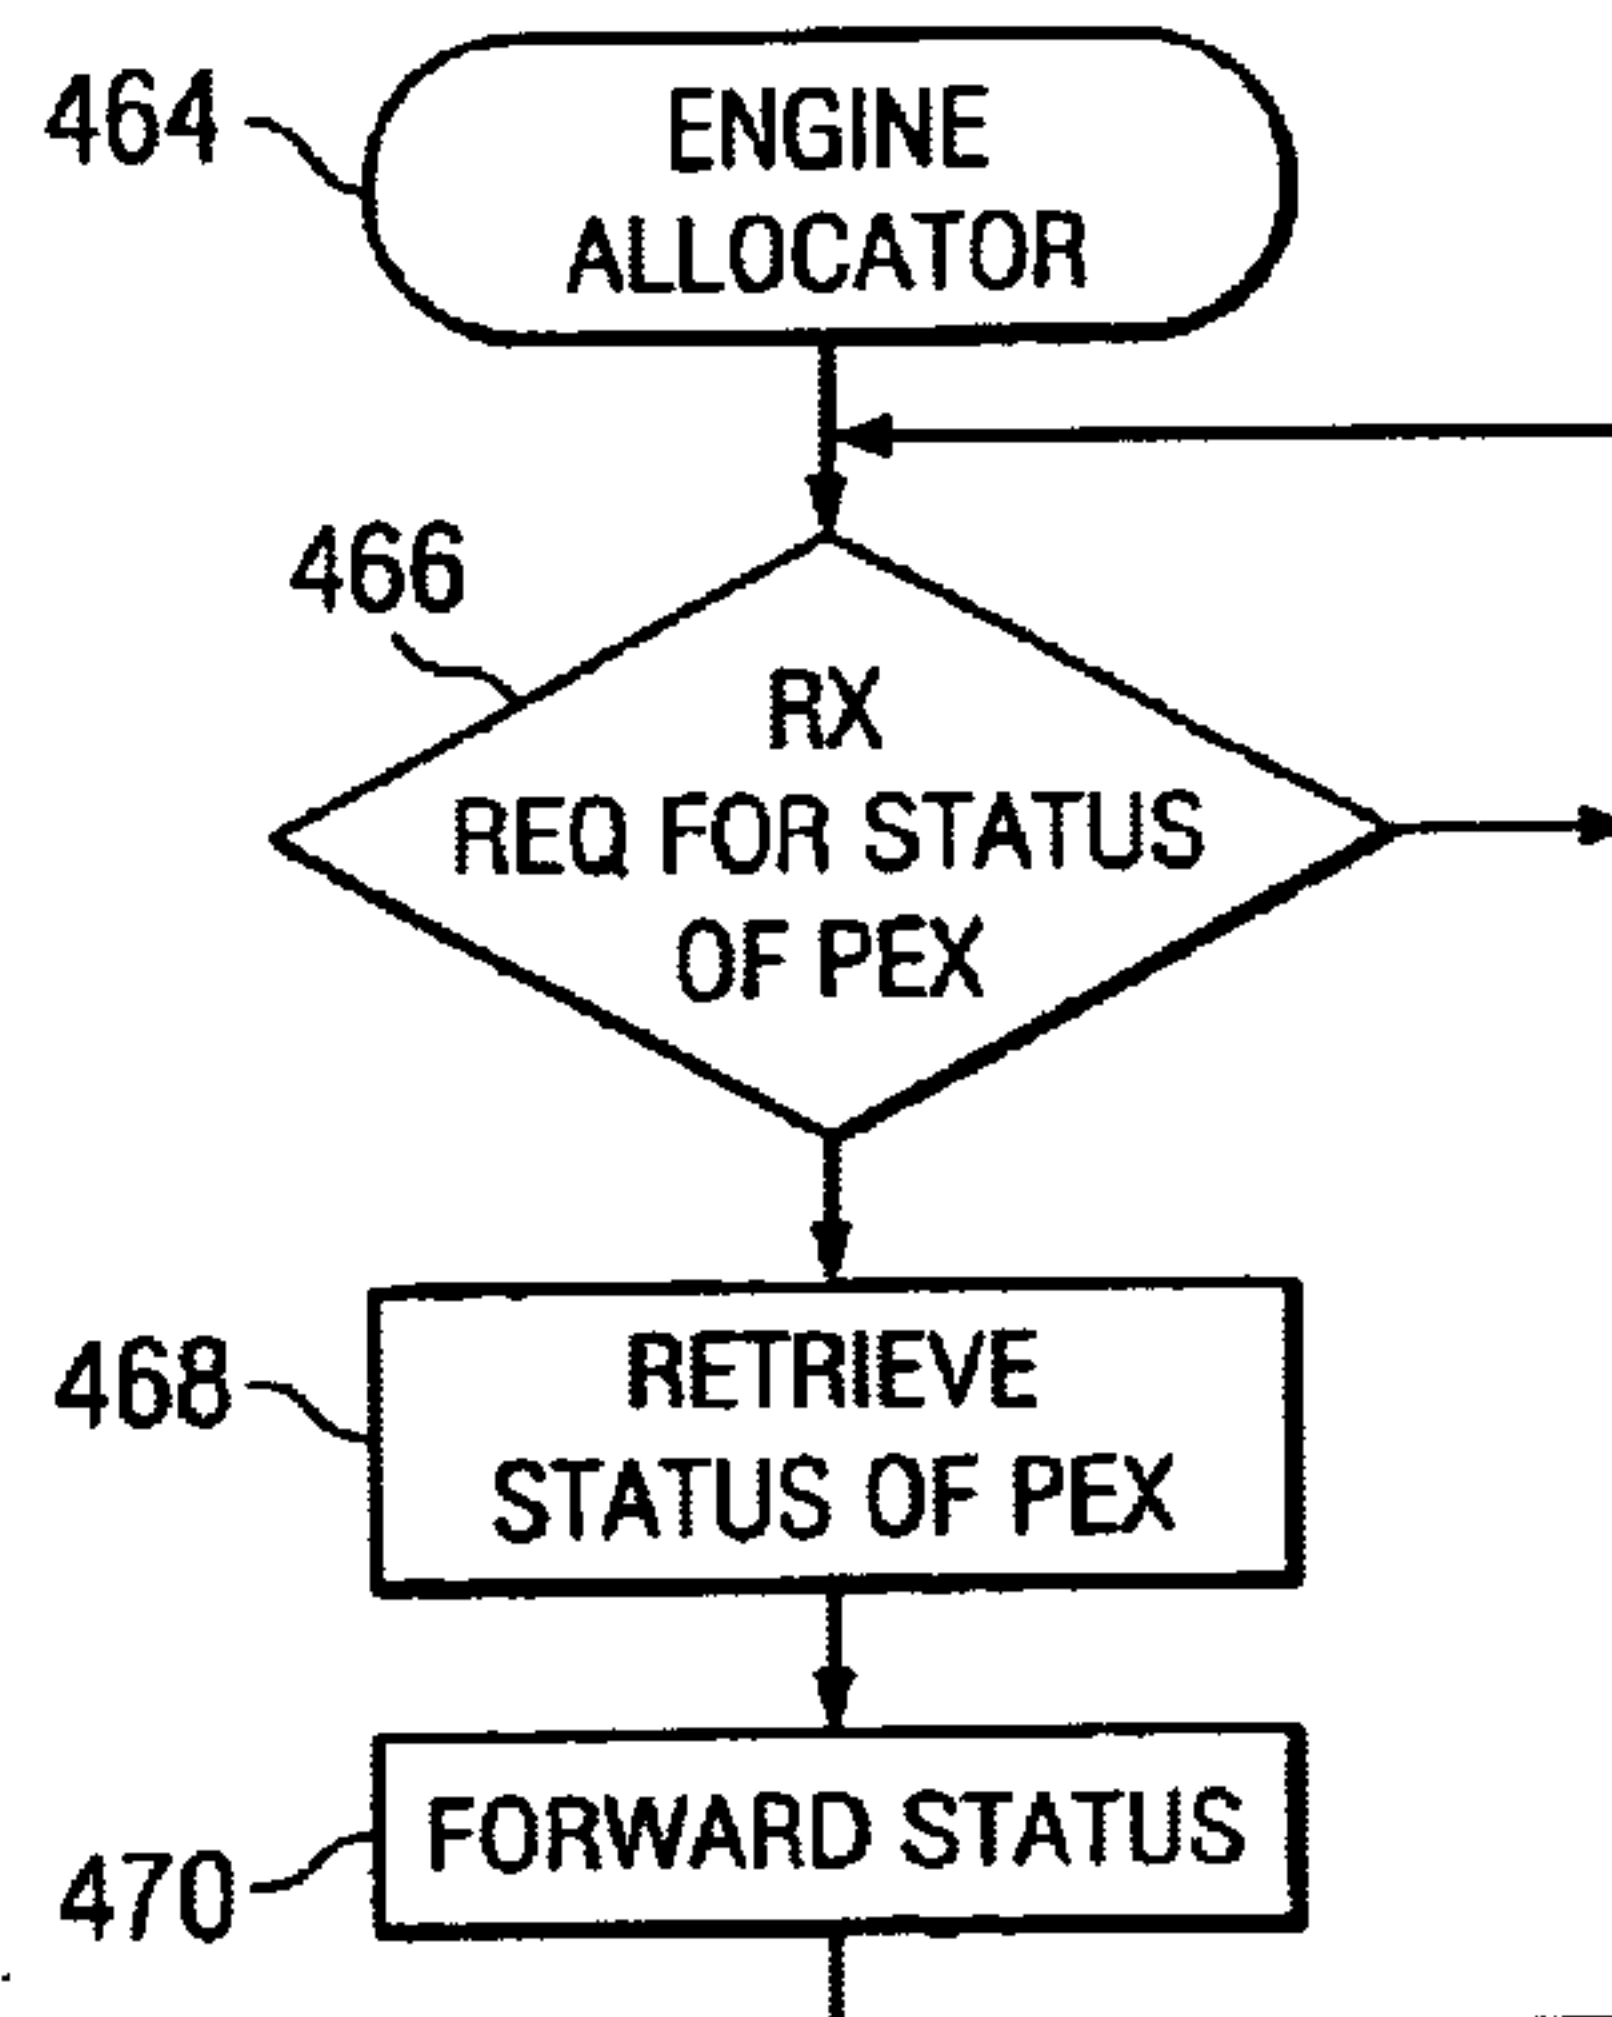 464
ENGINE
ALLOCATOR
466
RX
REQ FOR STATUS
OF PEX
468
RETRIEVE
STATUS OF PEX
470
FORWARD STATUS